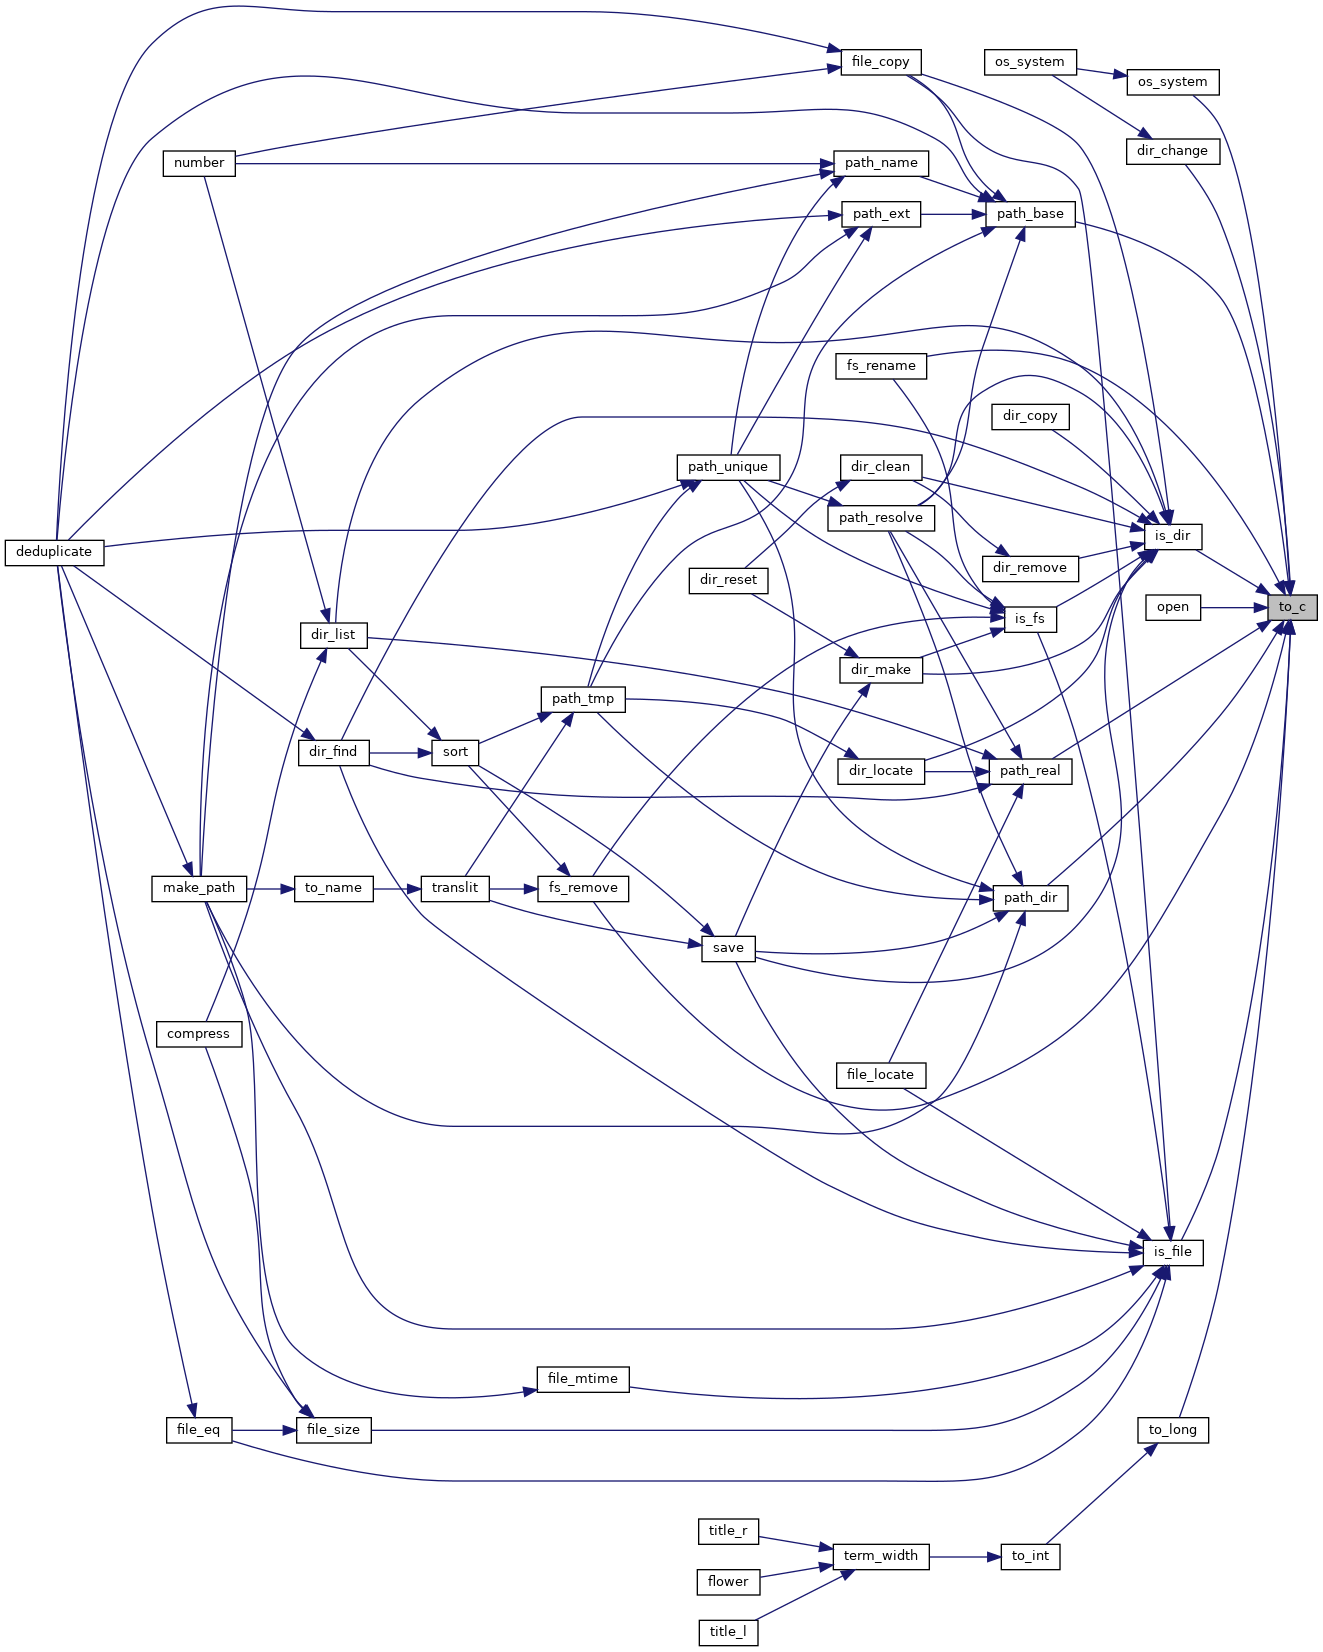 file_copy
os_system
os_system
dir_change
number
path_name
path_ext
path_base
fs_rename
dir_copy
path_unique
dir_clean
path_resolve
is_dir
deduplicate
dir_remove
dir_reset
open
to_c
is_fs
dir_list
dir_make
path_tmp
dir_find
sort
dir_locate
path_real
make_path
to_name
translit
fs_remove
path_dir
save
compress
file_locate
is_file
file_mtime
file_eq
file_size
to_long
title_r
term_width
to_int
flower
title_l